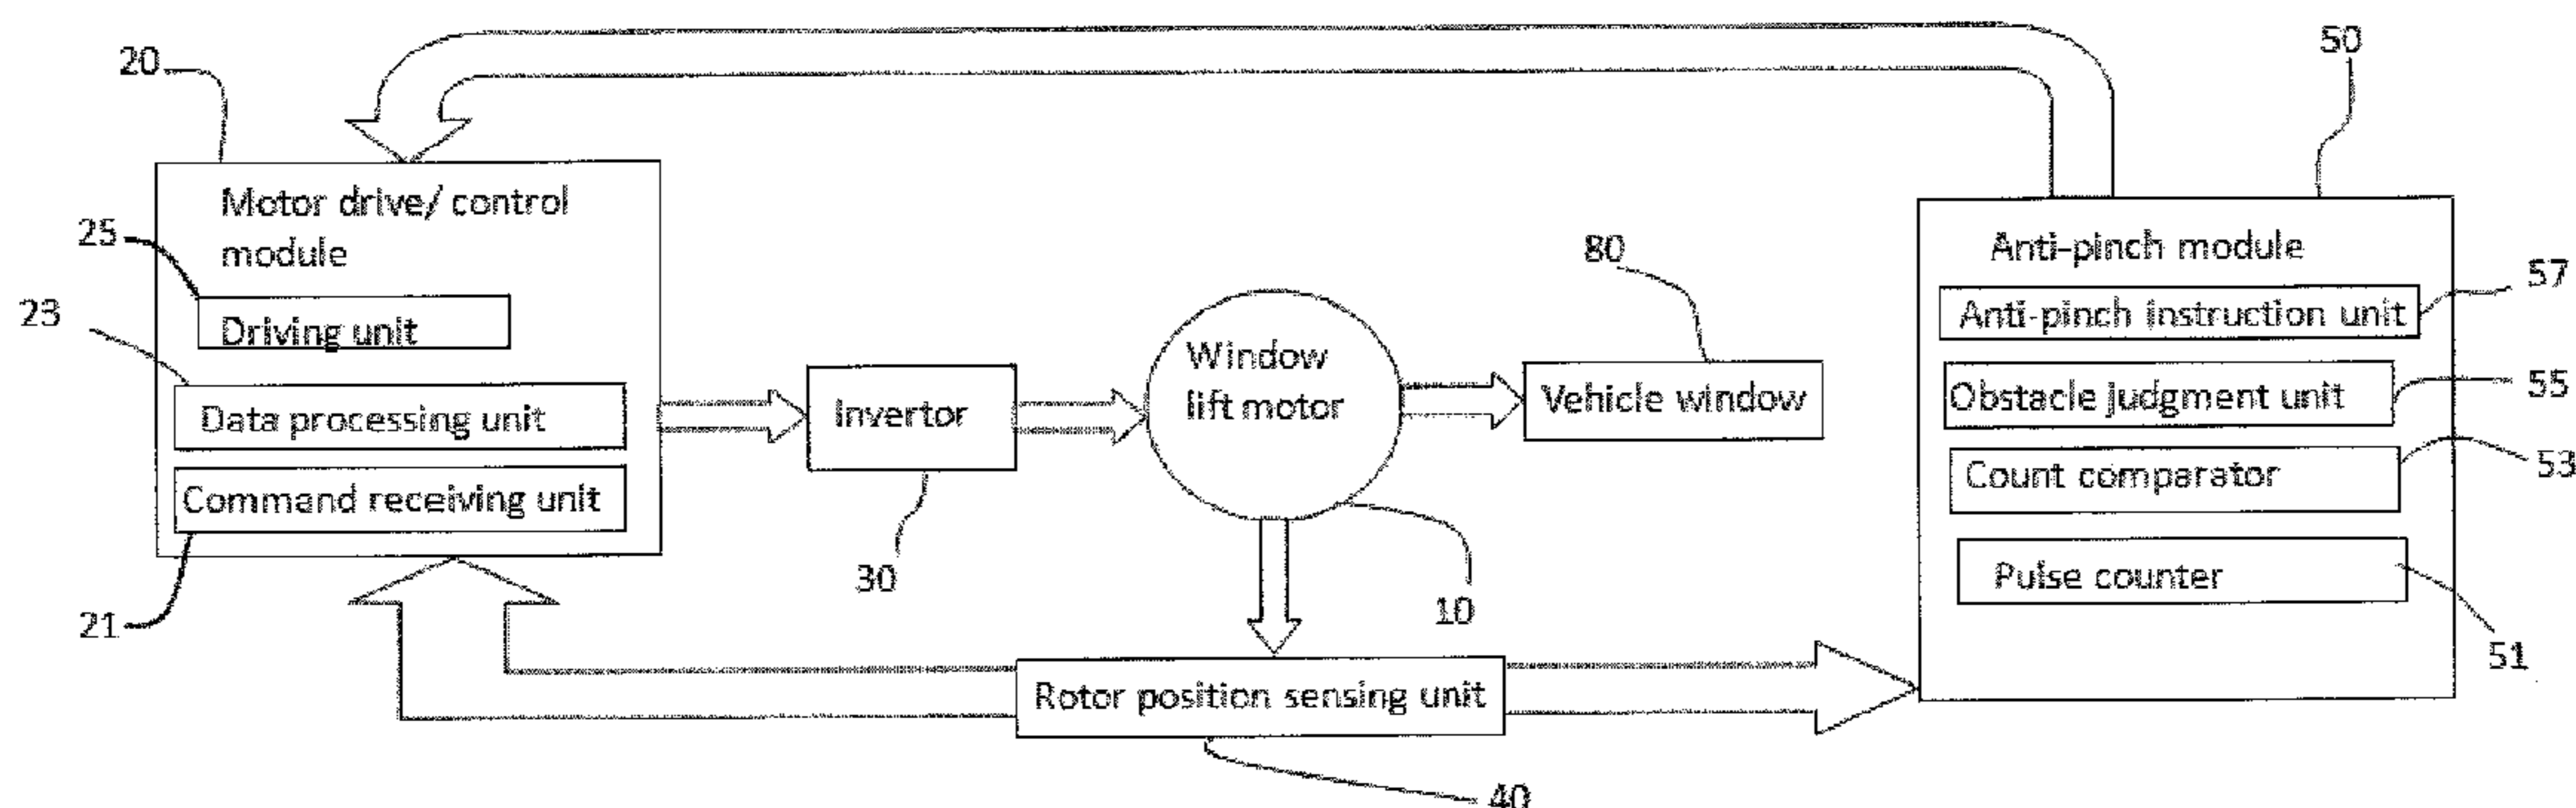 20
50
Motor drive/ control
module
25
Driving unit
23
Data processing unit
Command receiving unit
21
Invertor
30
Window
lift motor
10
80
Vehicle window
Anti-pinch module
57
Anti-pinch instruction unit
Obstacle judgment unit
55
Count comparator
53
Pulse counter
51
Rotor position sensing unit
40